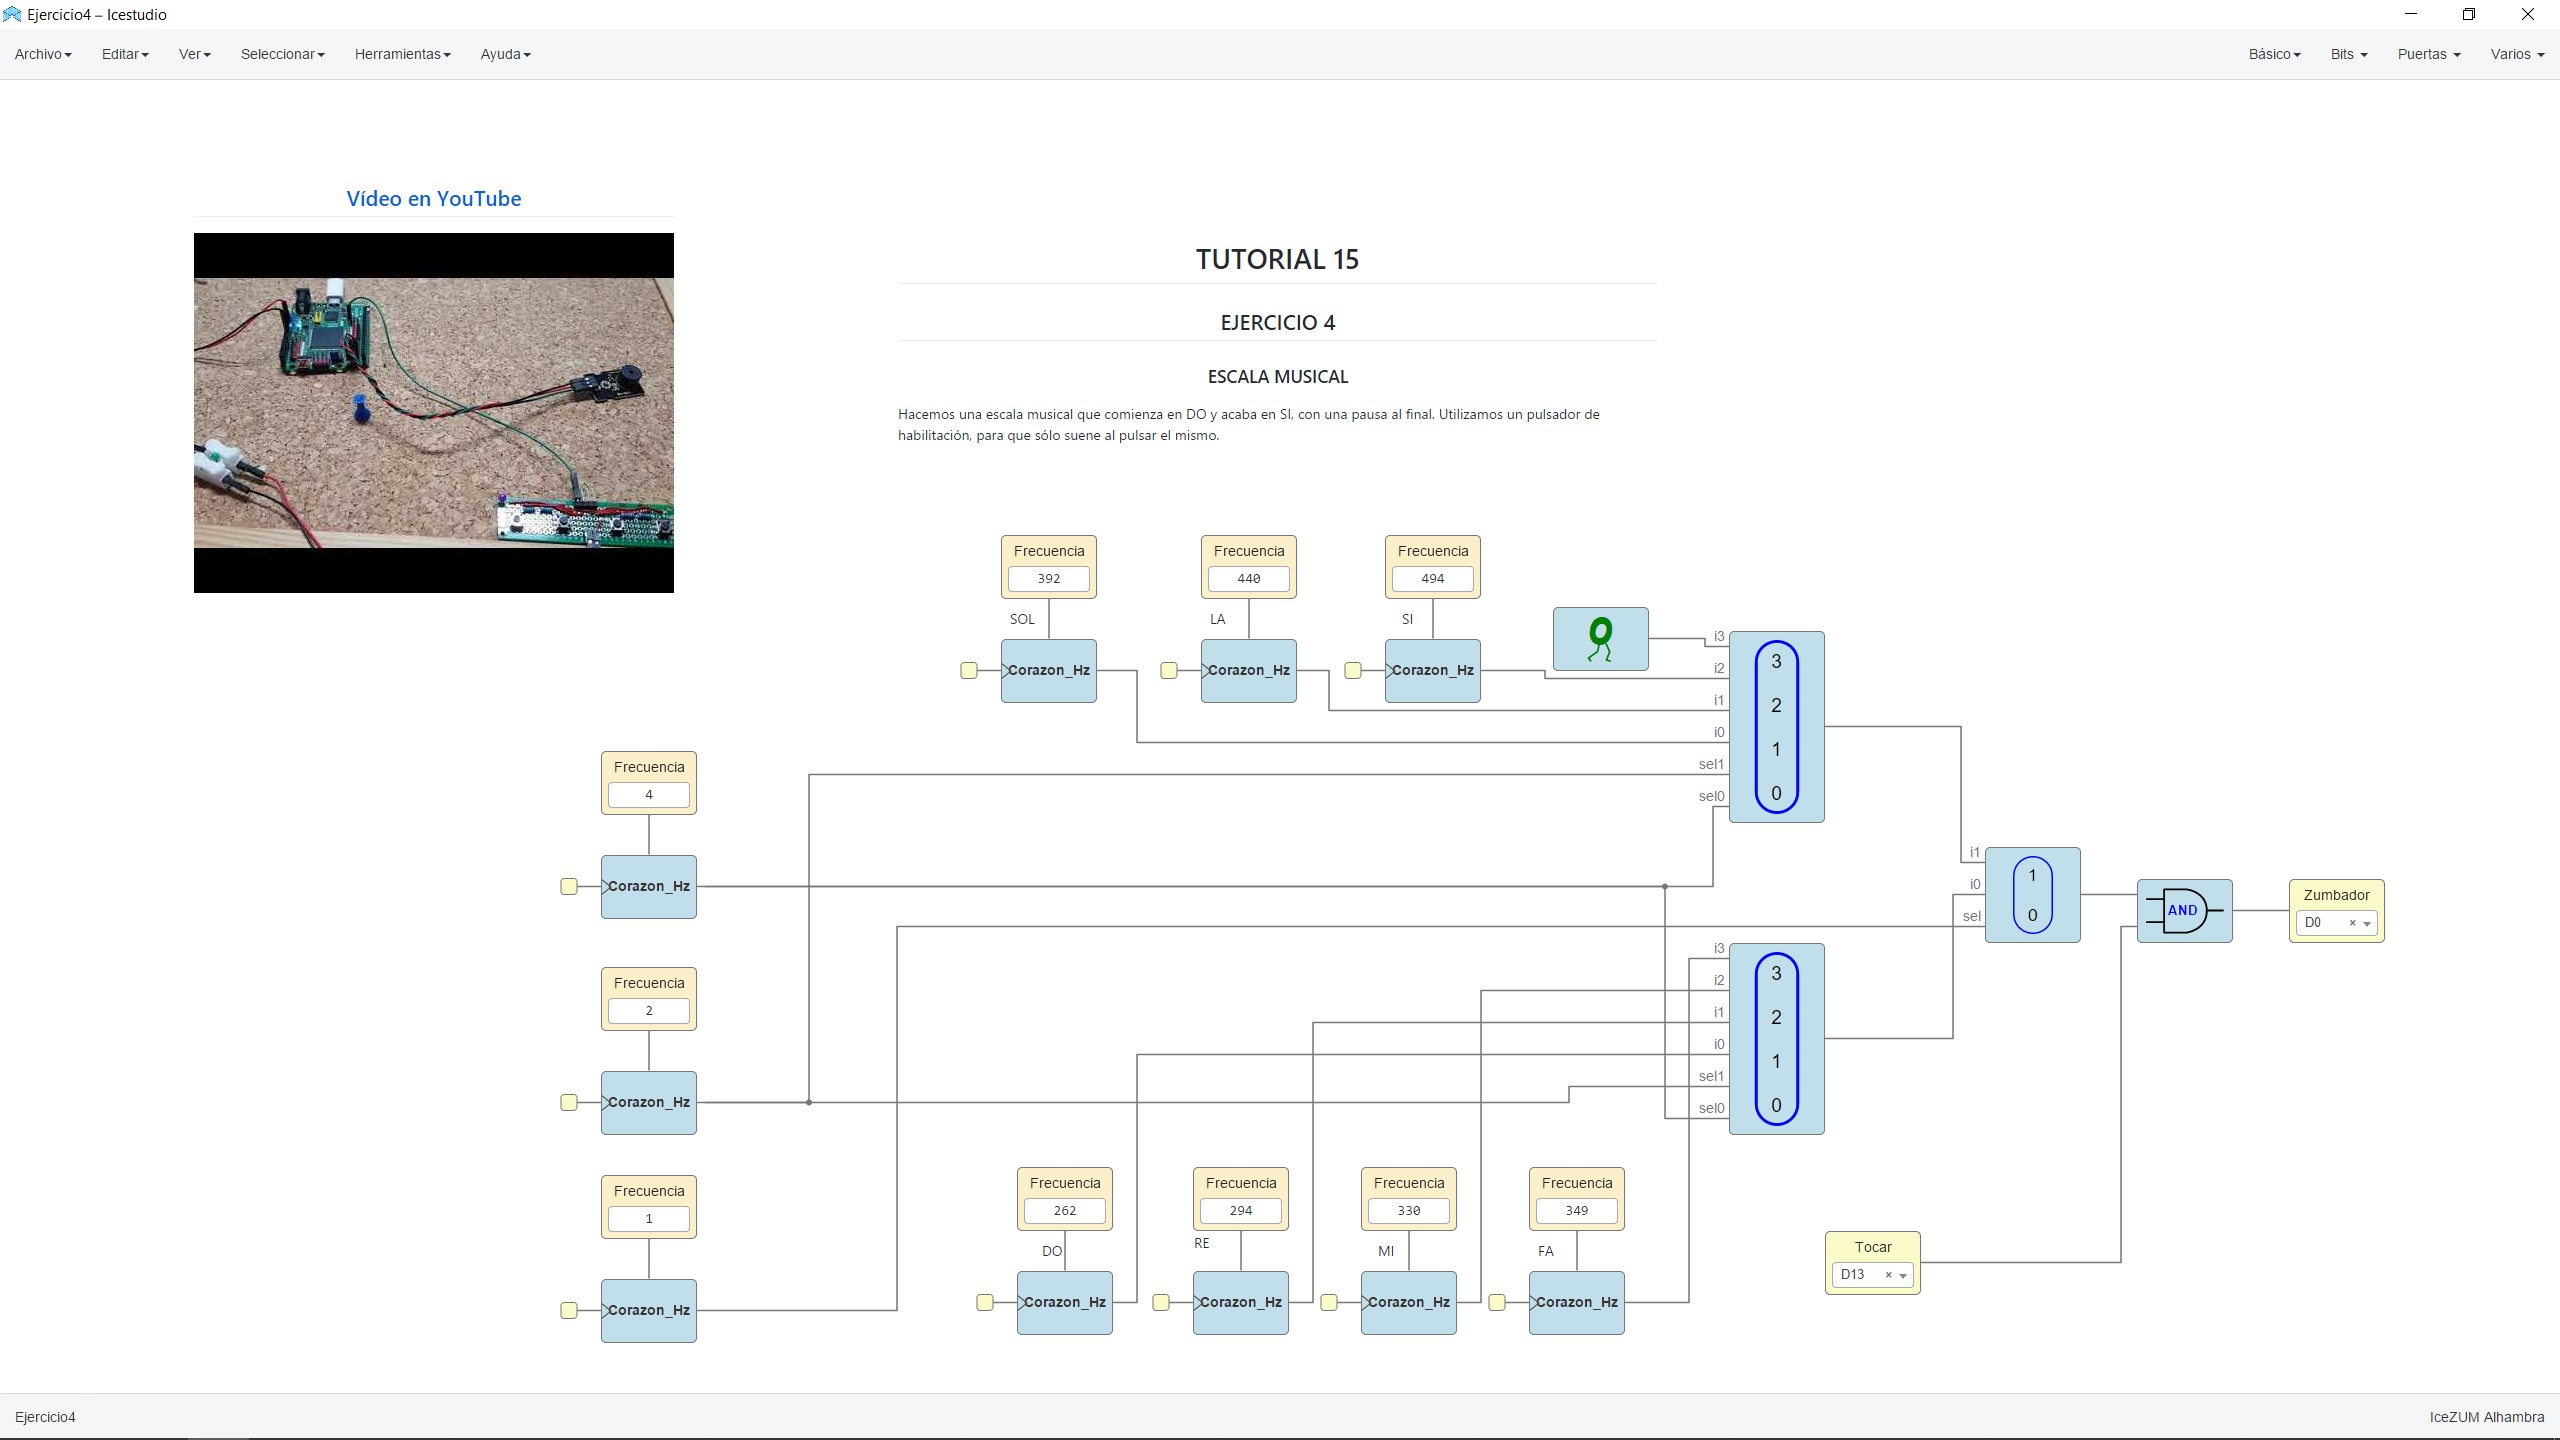 Ejercicio4 – Icestudio
Archivo Editar Ver Seleccionar Herramientas Ayuda Básico Bits Puertas Varios
Vídeo en YouTube
TUTORIAL 15
EJERCICIO 4
ESCALA MUSICAL
Hacemos una escala musical que comienza en DO y acaba en SI, con una pausa al final. Utilizamos un pulsador de
habilitación, para que sólo suene al pulsar el mismo.
Frecuencia Frecuencia Frecuencia
392 440 494
SOL LA SI
Corazon_Hz Corazon_Hz Corazon_Hz
0
i3
i2
i1
i0
sel1
sel0
3
2
1
0
Frecuencia
4
Corazon_Hz
Frecuencia
2
Corazon_Hz
Frecuencia
1
Corazon_Hz
i1
i0
sel
1
0
AND
Zumbador
D0 ×
i3
i2
i1
i0
sel1
sel0
3
2
1
0
Frecuencia Frecuencia Frecuencia Frecuencia
262 294 330 349
DO RE MI FA
Corazon_Hz Corazon_Hz Corazon_Hz Corazon_Hz
Tocar
D13 ×
Ejercicio4 IceZUM Alhambra